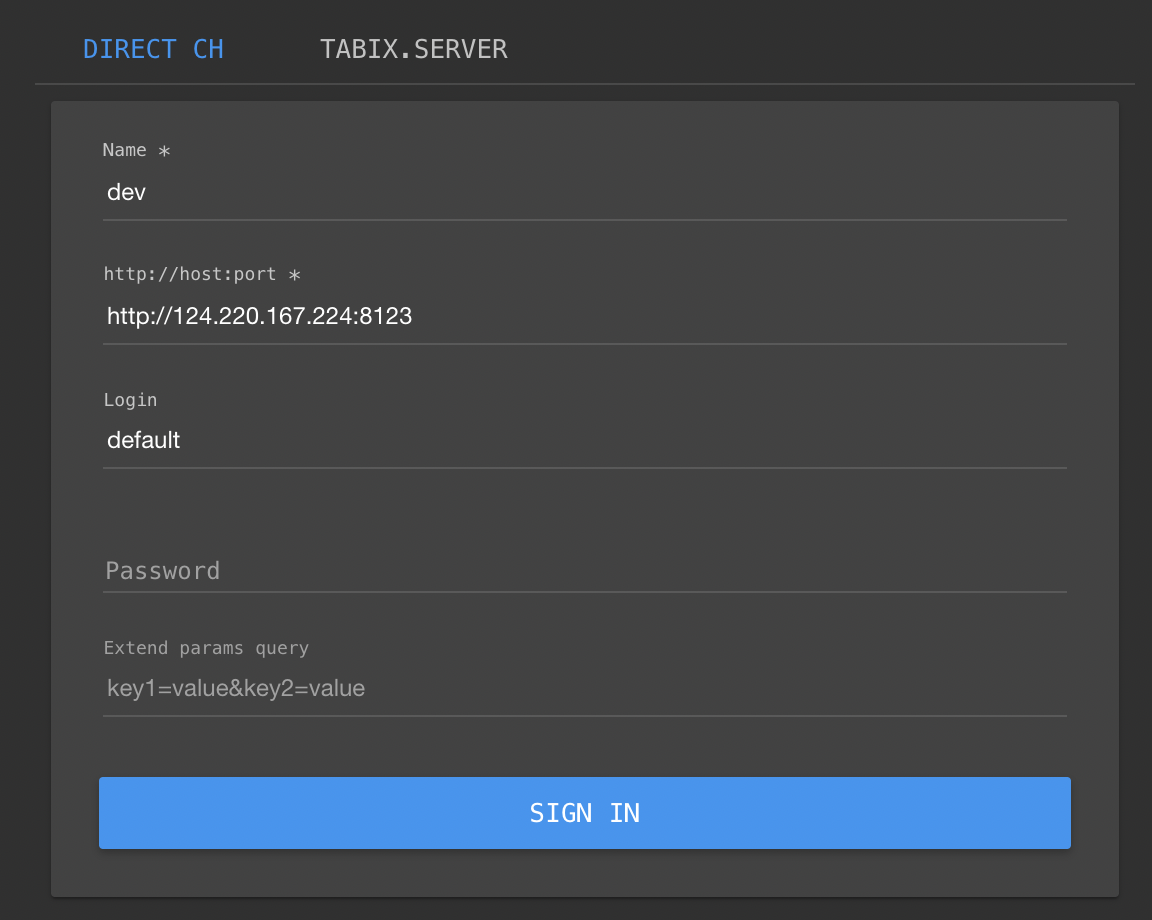 DIRECT CH TABIX.SERVER
Name *
dev
http://host:port *
http://124.220.167.224:8123
Login
default
Password
Extend params query
key1=value&key2=value
SIGN IN